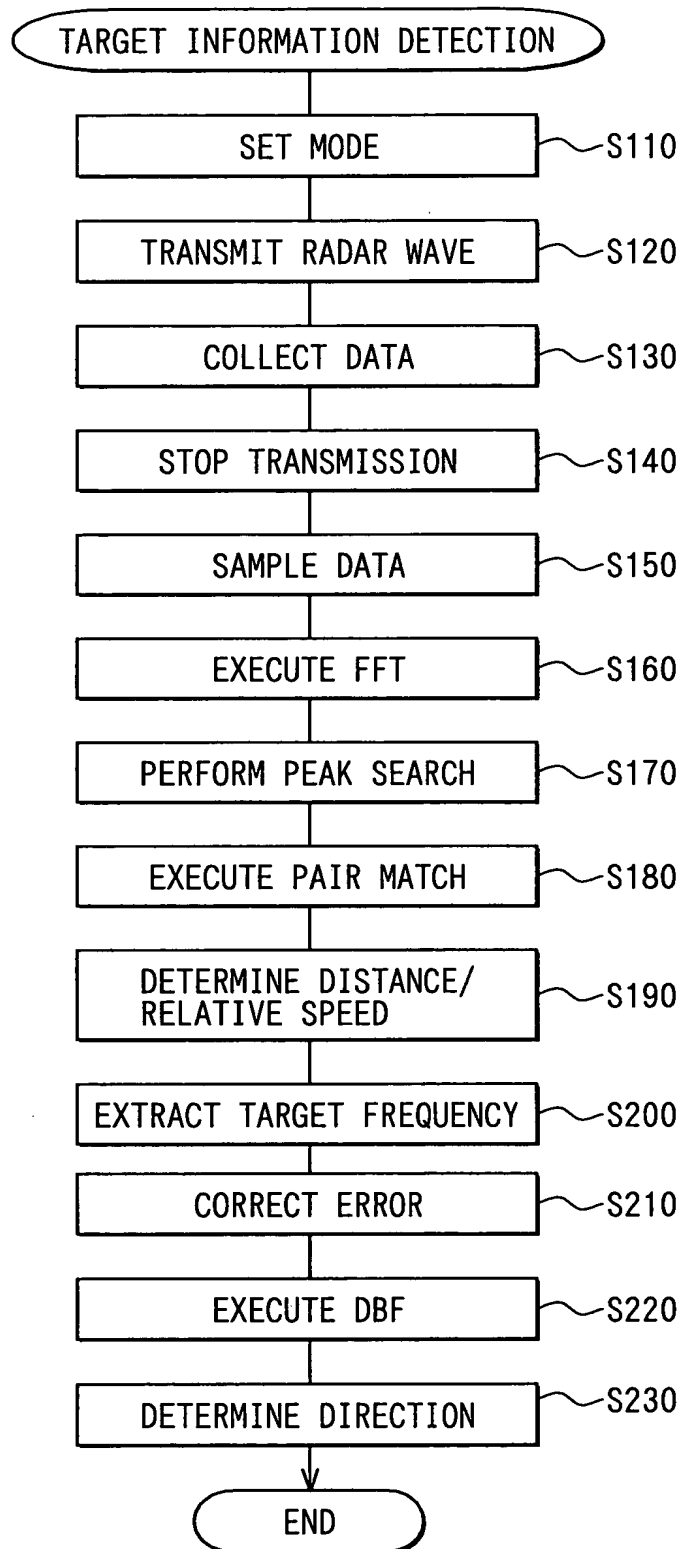 TARGET INFORMATION DETECTION
SET MODE S110
TRANSMIT RADAR WAVE S120
COLLECT DATA S130
STOP TRANSMISSION S140
SAMPLE DATA S150
EXECUTE FFT S160
PERFORM PEAK SEARCH S170
EXECUTE PAIR MATCH S180
DETERMINE DISTANCE/
RELATIVE SPEED S190
EXTRACT TARGET FREQUENCY S200
CORRECT ERROR S210
EXECUTE DBF S220
DETERMINE DIRECTION S230
END